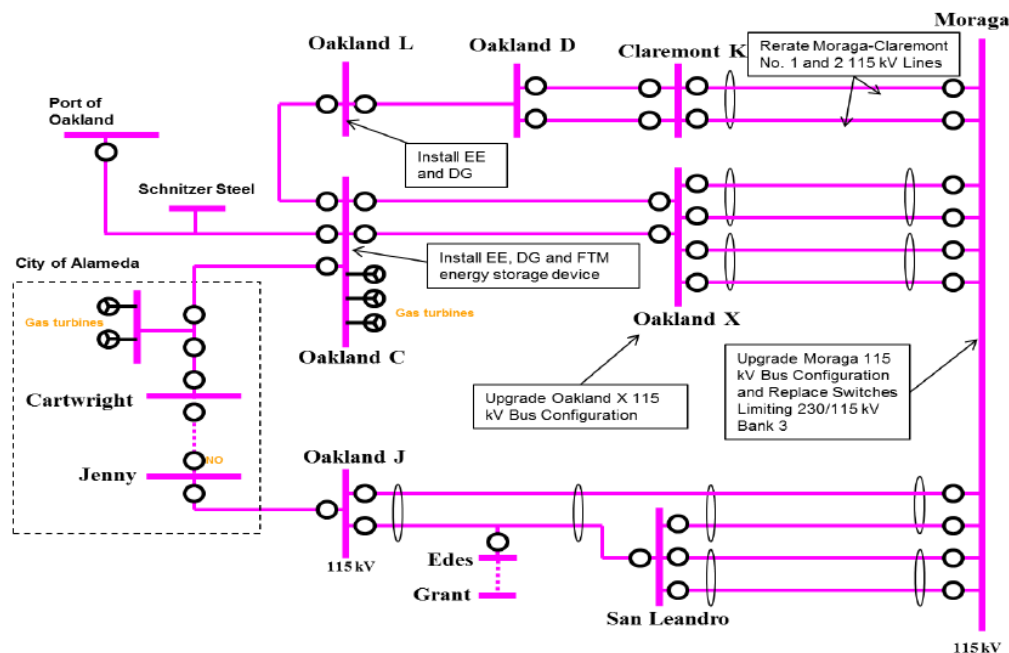 Moraga
Oakland L
Oakland D
Claremont K
Rerate Moraga-Claremont
No. 1 and 2 115 kV Lines
Port of
Oakland
Install EE
and DG
Schnitzer Steel
City of Alameda
Install EE, DG and FTM
energy storage device
Gas turbines
Gas turbines
Oakland X
Oakland C
Upgrade Moraga 115
kV Bus Configuration
and Replace Switches
Limiting 230/115 kV
Bank 3
Upgrade Oakland X 115
kV Bus Configuration
Cartwright
Oakland J
NO
Jenny
115 kV
Edes
Grant
San Leandro
115 kV